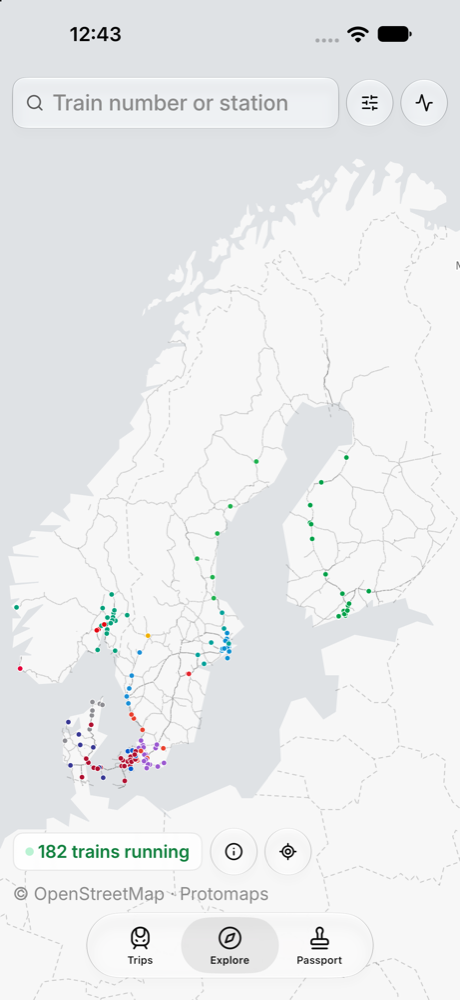 12:43
Train number or station
182 trains running
© OpenStreetMap · Protomaps
Trips
Explore
Passport